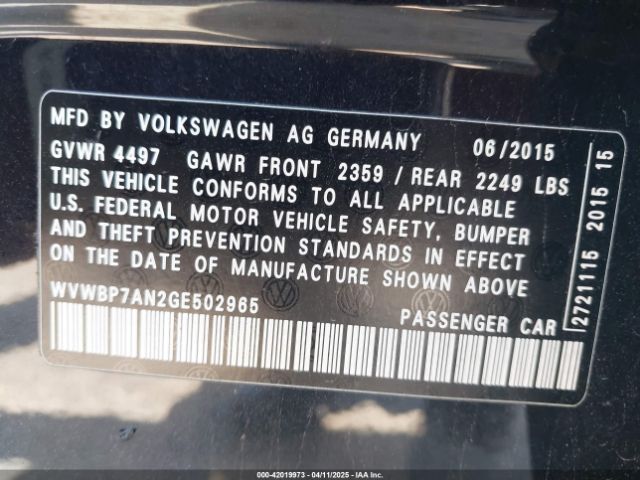 MFD BY VOLKSWAGEN AG GERMANY 06/2015
GVWR 4497 GAWR FRONT 2359 / REAR 2249 LBS
THIS VEHICLE CONFORMS TO ALL APPLICABLE
U.S. FEDERAL MOTOR VEHICLE SAFETY, BUMPER
AND THEFT PREVENTION STANDARDS IN EFFECT
ON THE DATE OF MANUFACTURE SHOWN ABOVE
WVWBP7AN2GE502965 PASSENGER CAR
2721115 2015 15
000-42019973 - 04/11/2025 - IAA Inc.